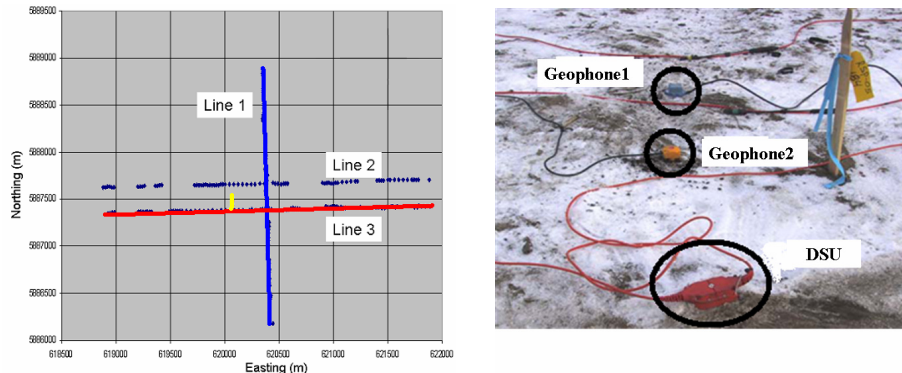 5889500
5889000
5888500
5888000
5887500
5887000
5886500
5886000
Northing (m)
Line 1
Line 2
Line 3
618500 619000 619500 620000 620500 621000 621500 622000
Easting (m)
Geophone1
Geophone2
DSU